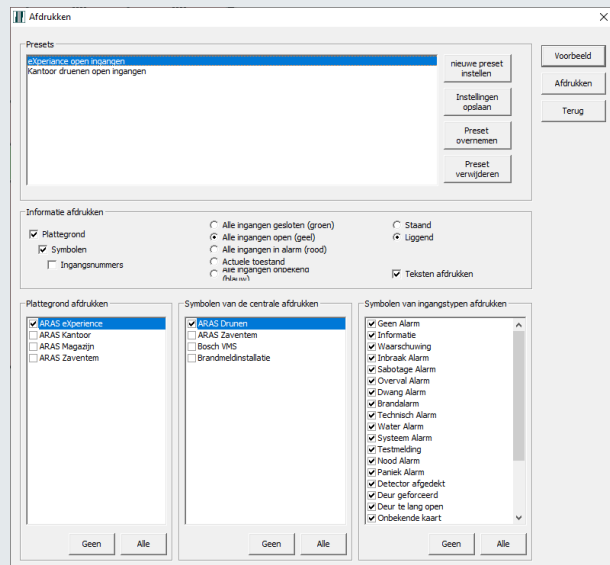 Afdrukken
Presets
eXperiance open ingangen
Kantoor druenen open ingangen
nieuwe preset
instellen
Instellingen
opslaan
Preset
overnemen
Preset
verwijderen
Voorbeeld
Afdrukken
Terug
Informatie afdrukken
Plattegrond
Symbolen
Ingangsnummers
Alle ingangen gesloten (groen)
Alle ingangen open (geel)
Alle ingangen in alarm (rood)
Actuele toestand
Alle ingangen onbekend
(blauw)
Staand
Liggend
Teksten afdrukken
Plattegrond afdrukken
ARAS eXperience
ARAS Kantoor
ARAS Magazijn
ARAS Zaventem
Geen
Alle
Symbolen van de centrale afdrukken
ARAS Drunen
ARAS Zaventem
Bosch VMS
Brandmeldinstallatie
Geen
Alle
Symbolen van ingangstypen afdrukken
Geen Alarm
Informatie
Waarschuwing
Inbraak Alarm
Sabotage Alarm
Overval Alarm
Dwang Alarm
Brandalarm
Technisch Alarm
Water Alarm
Systeem Alarm
Testmelding
Nood Alarm
Paniek Alarm
Detector afgedekt
Deur geforceerd
Deur te lang open
Onbekende kaart
Geen
Alle